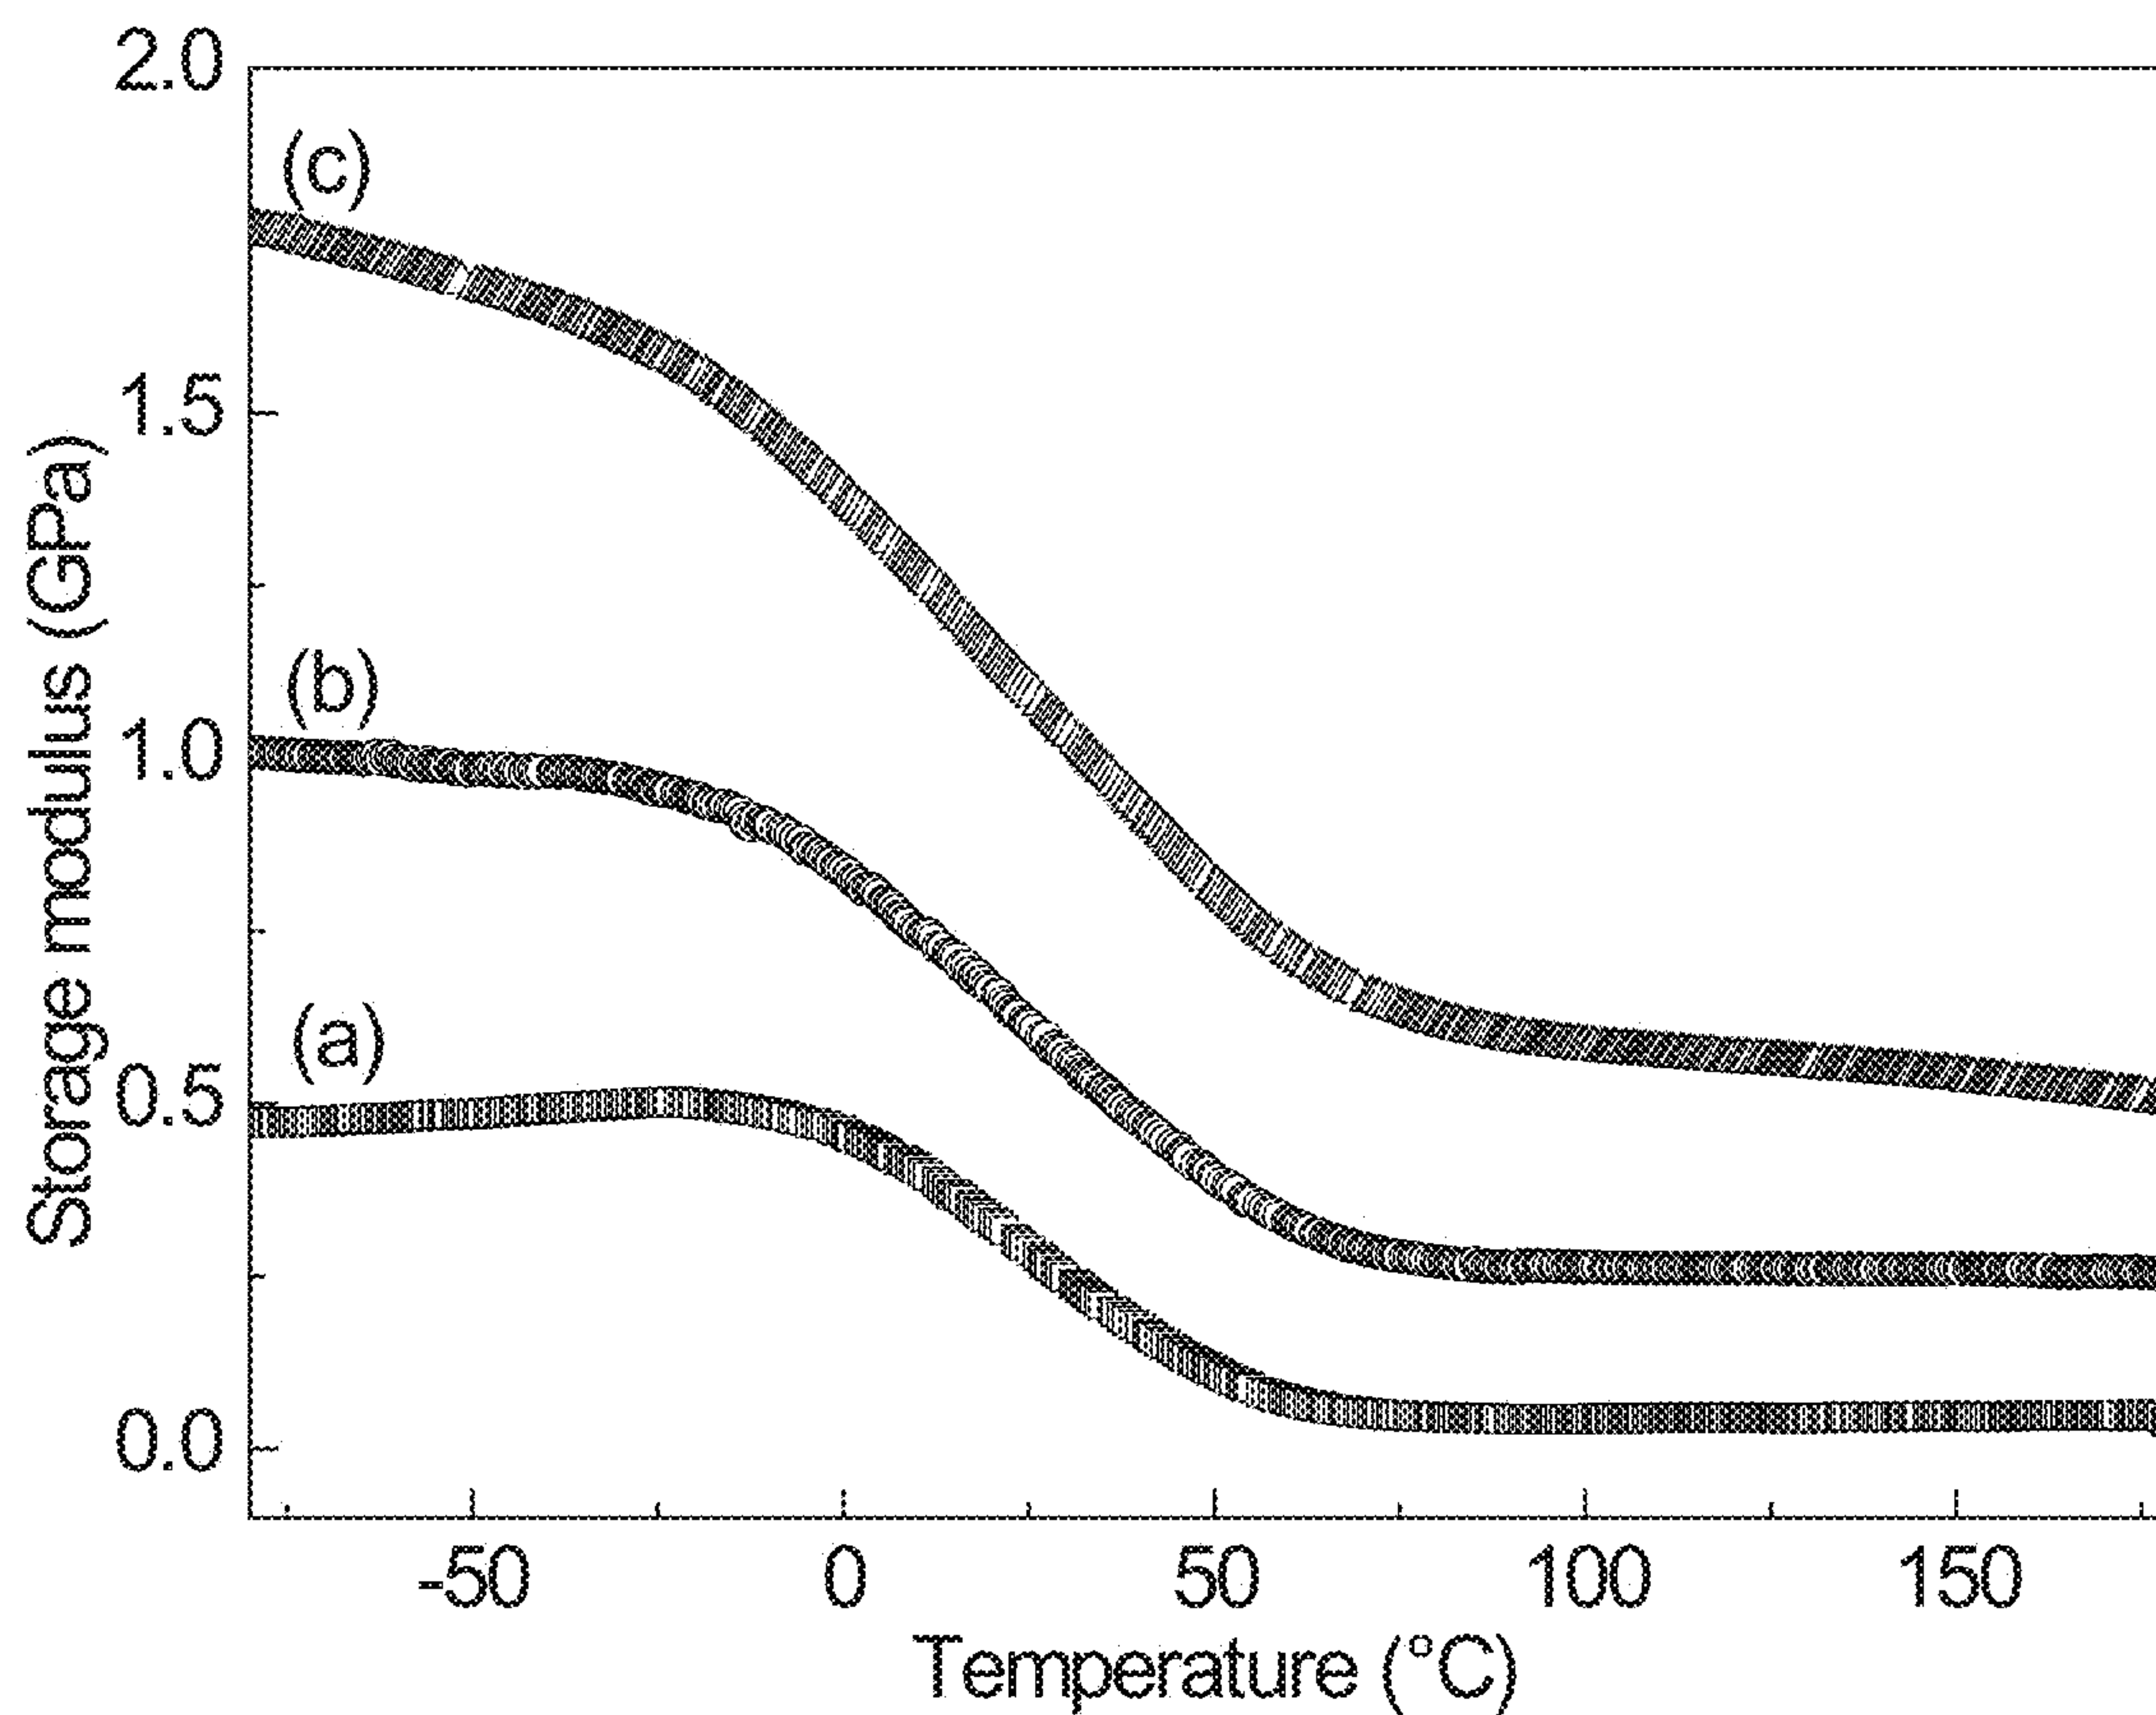 2.0
(c)
1.5
(b)
1.0
(a)
0.5
0.0
Storage modulus (GPa)
-50 0 50 100 150
Temperature (°C)